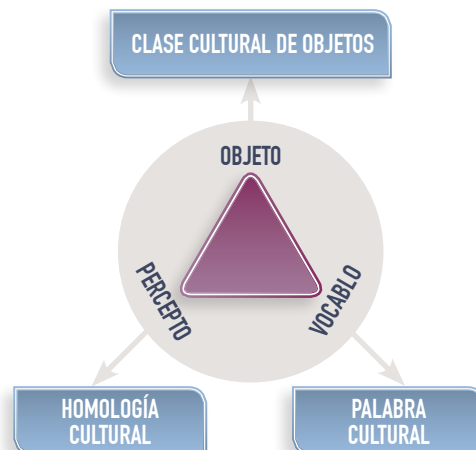 CLASE CULTURAL DE OBJETOS
OBJETO
PERCEPTO
VOCABLO
HOMOLOGÍA
CULTURAL
PALABRA
CULTURAL